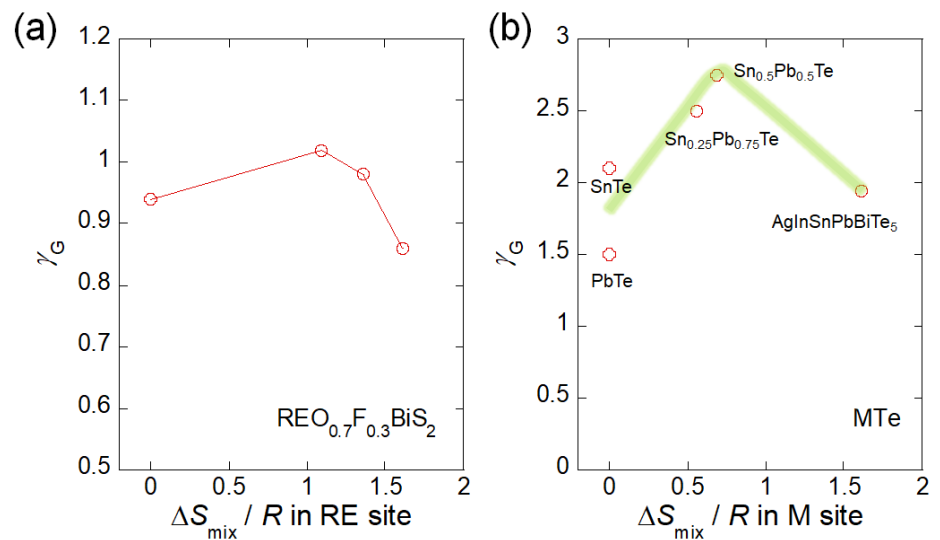 (a)
1.2
1.1
1
0.9
0.8
0.7
0.6
0.5
γG
0 0.5 1 1.5 2
ΔSmix / R in RE site
REO0.7F0.3BiS2
(b)
3
2.5
2
1.5
1
0.5
0
γG
Sn0.5Pb0.5Te
Sn0.25Pb0.75Te
SnTe
AgInSnPbBiTe5
PbTe
MTe
0 0.5 1 1.5 2
ΔSmix / R in M site